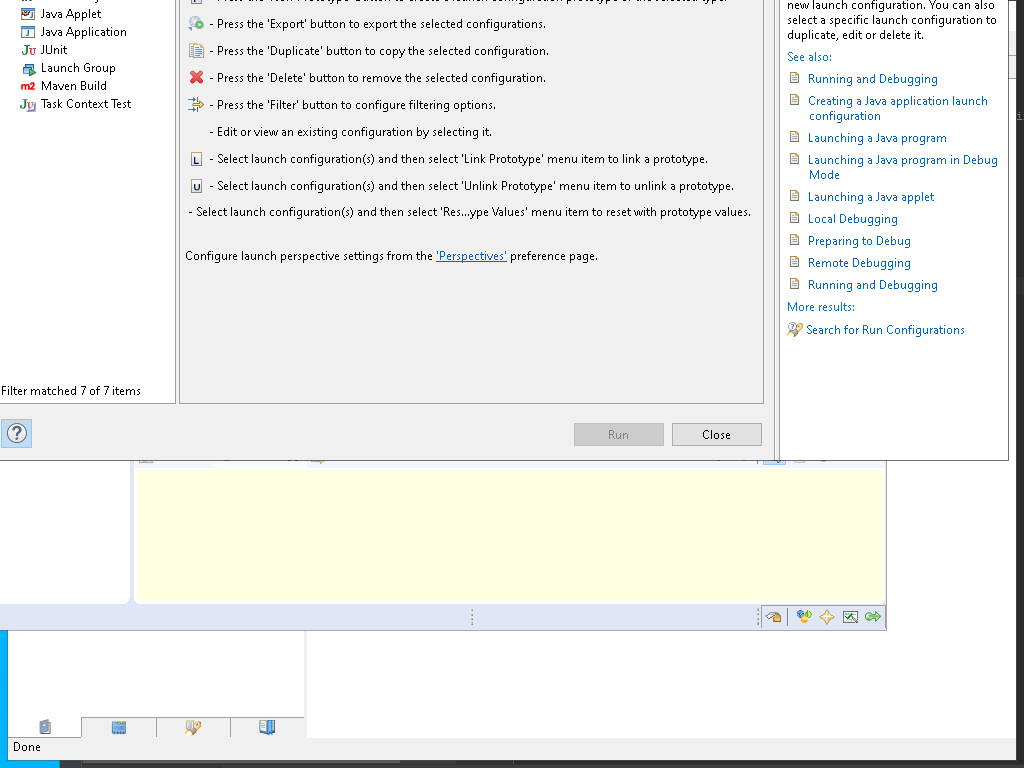 Java Applet
Java Application
JUnit
Launch Group
Maven Build
Task Context Test
Filter matched 7 of 7 items
- Press the 'Export' button to export the selected configurations.
- Press the 'Duplicate' button to copy the selected configuration.
- Press the 'Delete' button to remove the selected configuration.
- Press the 'Filter' button to configure filtering options.
- Edit or view an existing configuration by selecting it.
- Select launch configuration(s) and then select 'Link Prototype' menu item to link a prototype.
- Select launch configuration(s) and then select 'Unlink Prototype' menu item to unlink a prototype.
- Select launch configuration(s) and then select 'Res...ype Values' menu item to reset with prototype values.
Configure launch perspective settings from the 'Perspectives' preference page.
Run
Close
new launch configuration. You can also
select a specific launch configuration to
duplicate, edit or delete it.
See also:
Running and Debugging
Creating a Java application launch
configuration
Launching a Java program
Launching a Java program in Debug
Mode
Launching a Java applet
Local Debugging
Preparing to Debug
Remote Debugging
Running and Debugging
More results:
Search for Run Configurations
Done